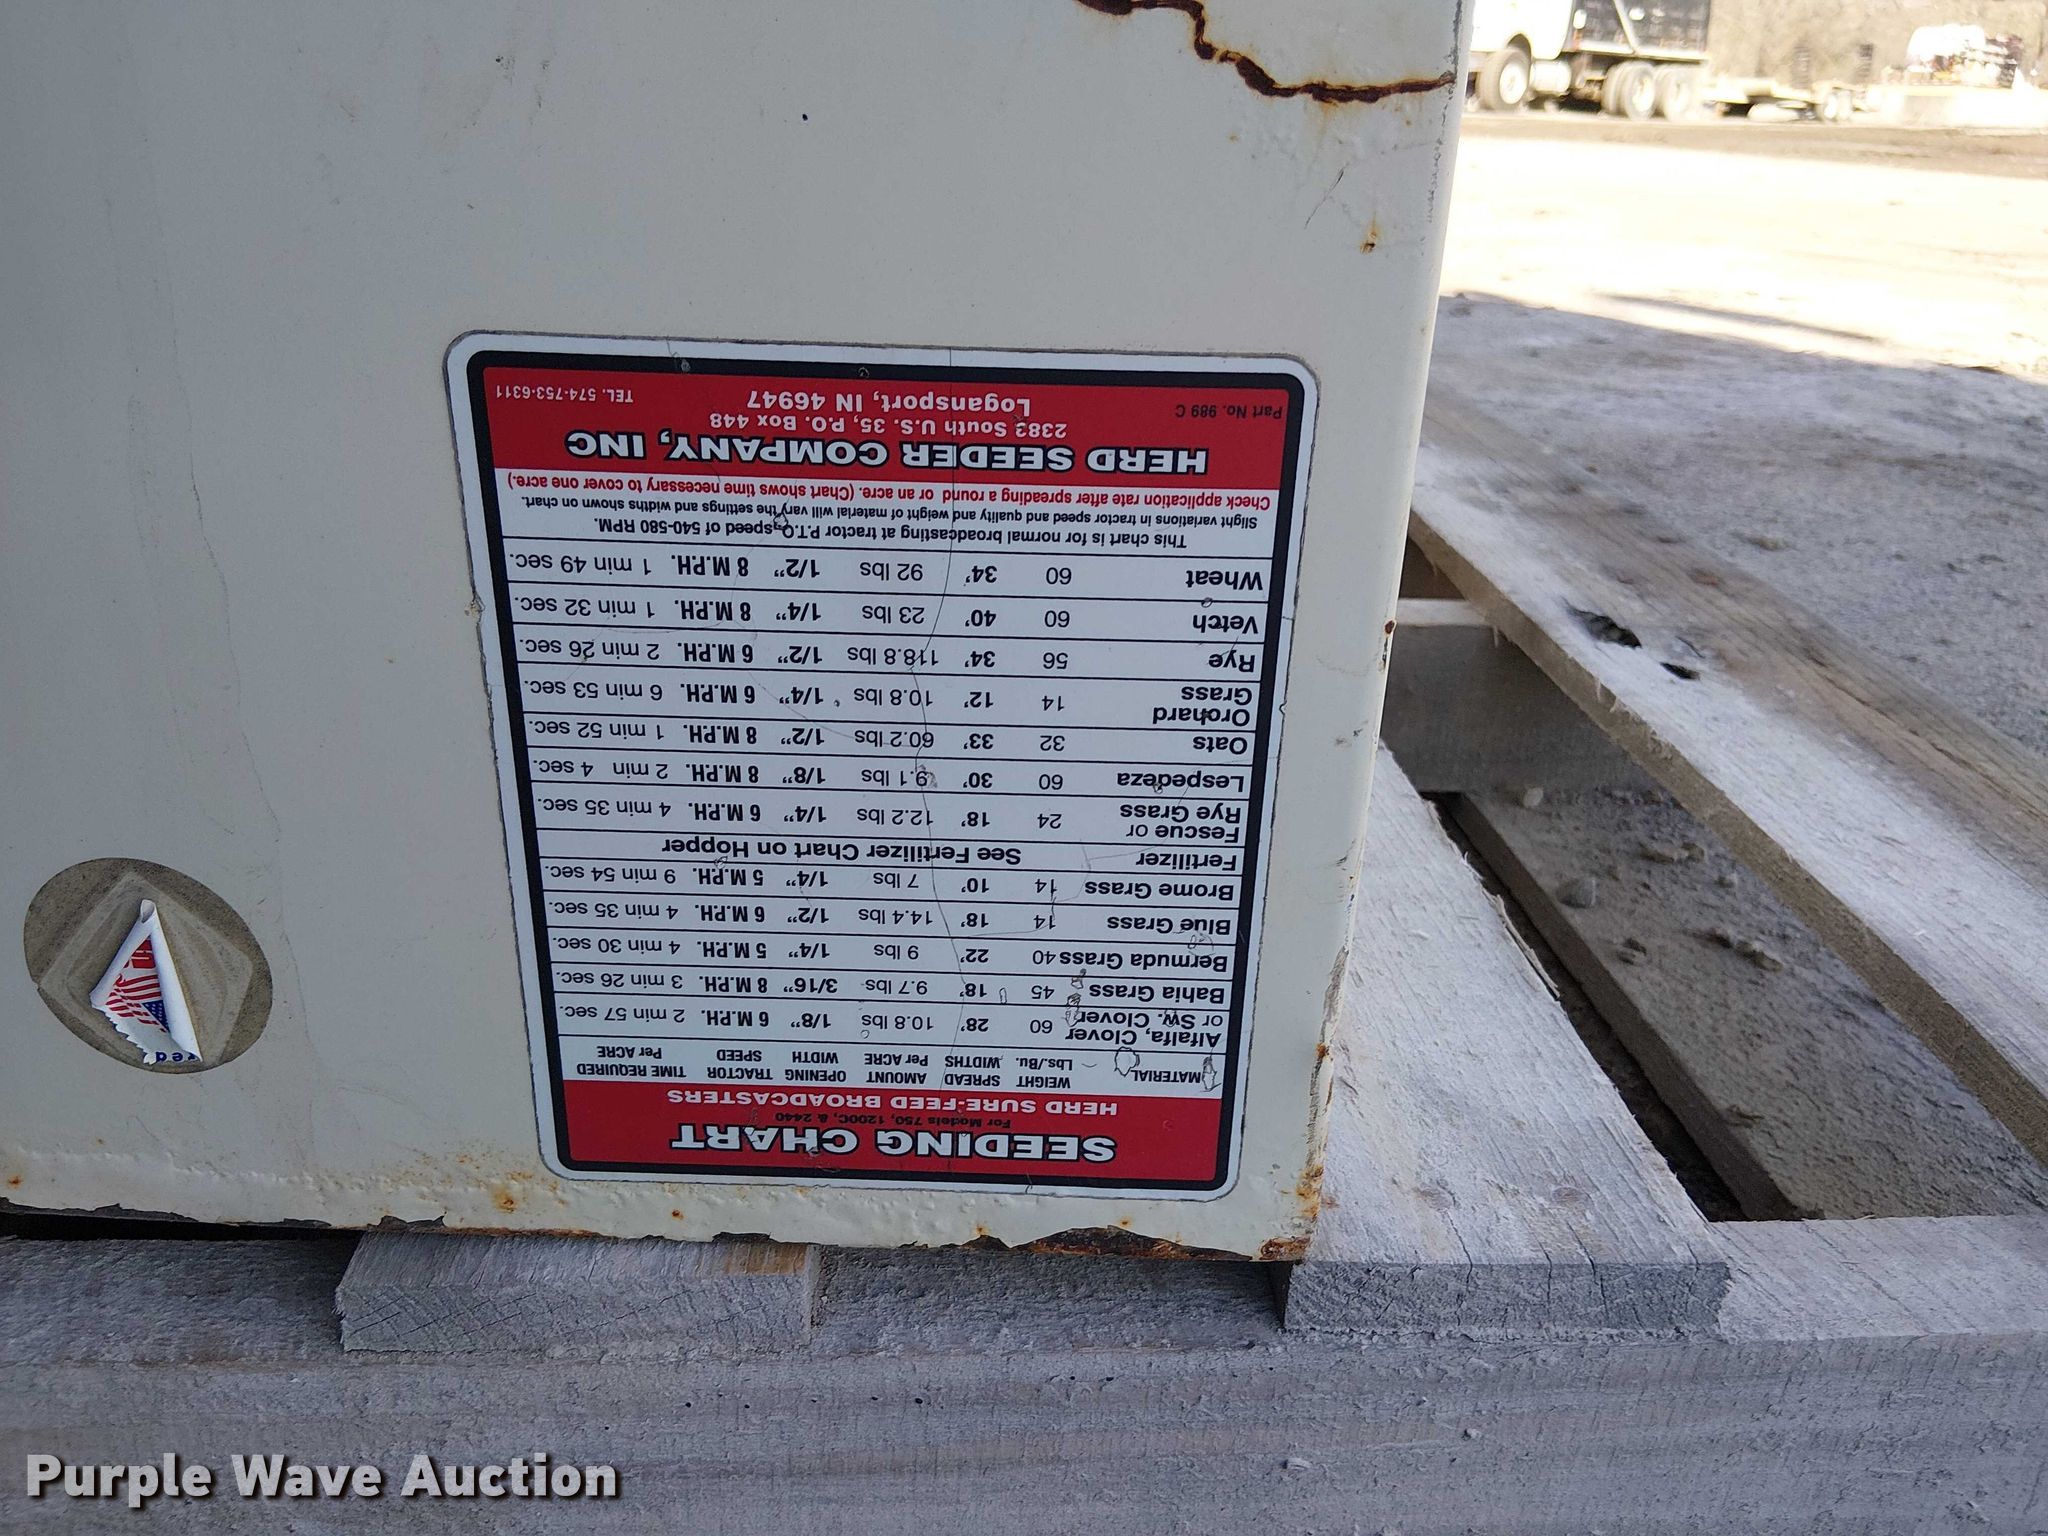 SEEDING CHART
For Models 750, 1200C, & 2440
HERD SURE-FEED BROADCASTERS
MATERIAL WEIGHT Lbs./Bu. SPREAD WIDTHS AMOUNT Per ACRE OPENING WIDTH TRACTOR SPEED TIME REQUIRED Per ACRE
Alfalfa, Clover or Sw. Clover 60 28' 10.8 lbs 1/8" 6 M.P.H. 2 min 57 sec.
Bahia Grass 45 18' 9.7 lbs 3/16" 8 M.P.H. 3 min 26 sec.
Bermuda Grass 40 22' 9 lbs 1/4" 5 M.P.H. 4 min 30 sec.
Blue Grass 14 18' 14.4 lbs 1/2" 6 M.P.H. 4 min 35 sec.
Brome Grass 14 10' 7 lbs 1/4" 5 M.P.H. 9 min 54 sec.
Fertilizer See Fertilizer Chart on Hopper
Fescue or Rye Grass 24 18' 12.2 lbs 1/4" 6 M.P.H. 4 min 35 sec.
Lespedeza 60 30' 9.1 lbs 1/8" 8 M.P.H. 2 min 4 sec.
Oats 32 33' 60.2 lbs 1/2" 8 M.P.H. 1 min 52 sec.
Orchard Grass 14 12' 10.8 lbs 1/4" 6 M.P.H. 6 min 53 sec.
Rye 56 34' 118.8 lbs 1/2" 6 M.P.H. 2 min 26 sec.
Vetch 60 40' 23 lbs 1/4" 8 M.P.H. 1 min 32 sec.
Wheat 60 34' 92 lbs 1/2" 8 M.P.H. 1 min 49 sec.
This chart is for normal broadcasting at tractor P.T.O. speed of 540-580 RPM.
Slight variations in tractor speed and quality and weight of material will vary the settings and widths shown on chart.
Check application rate after spreading a round or an acre. (Chart shows time necessary to cover one acre.)
HERD SEEDER COMPANY, INC
2383 South U.S. 35, P.O. Box 448
Logansport, IN 46947
Part No. 989 C
TEL. 574-753-6311
Purple Wave Auction